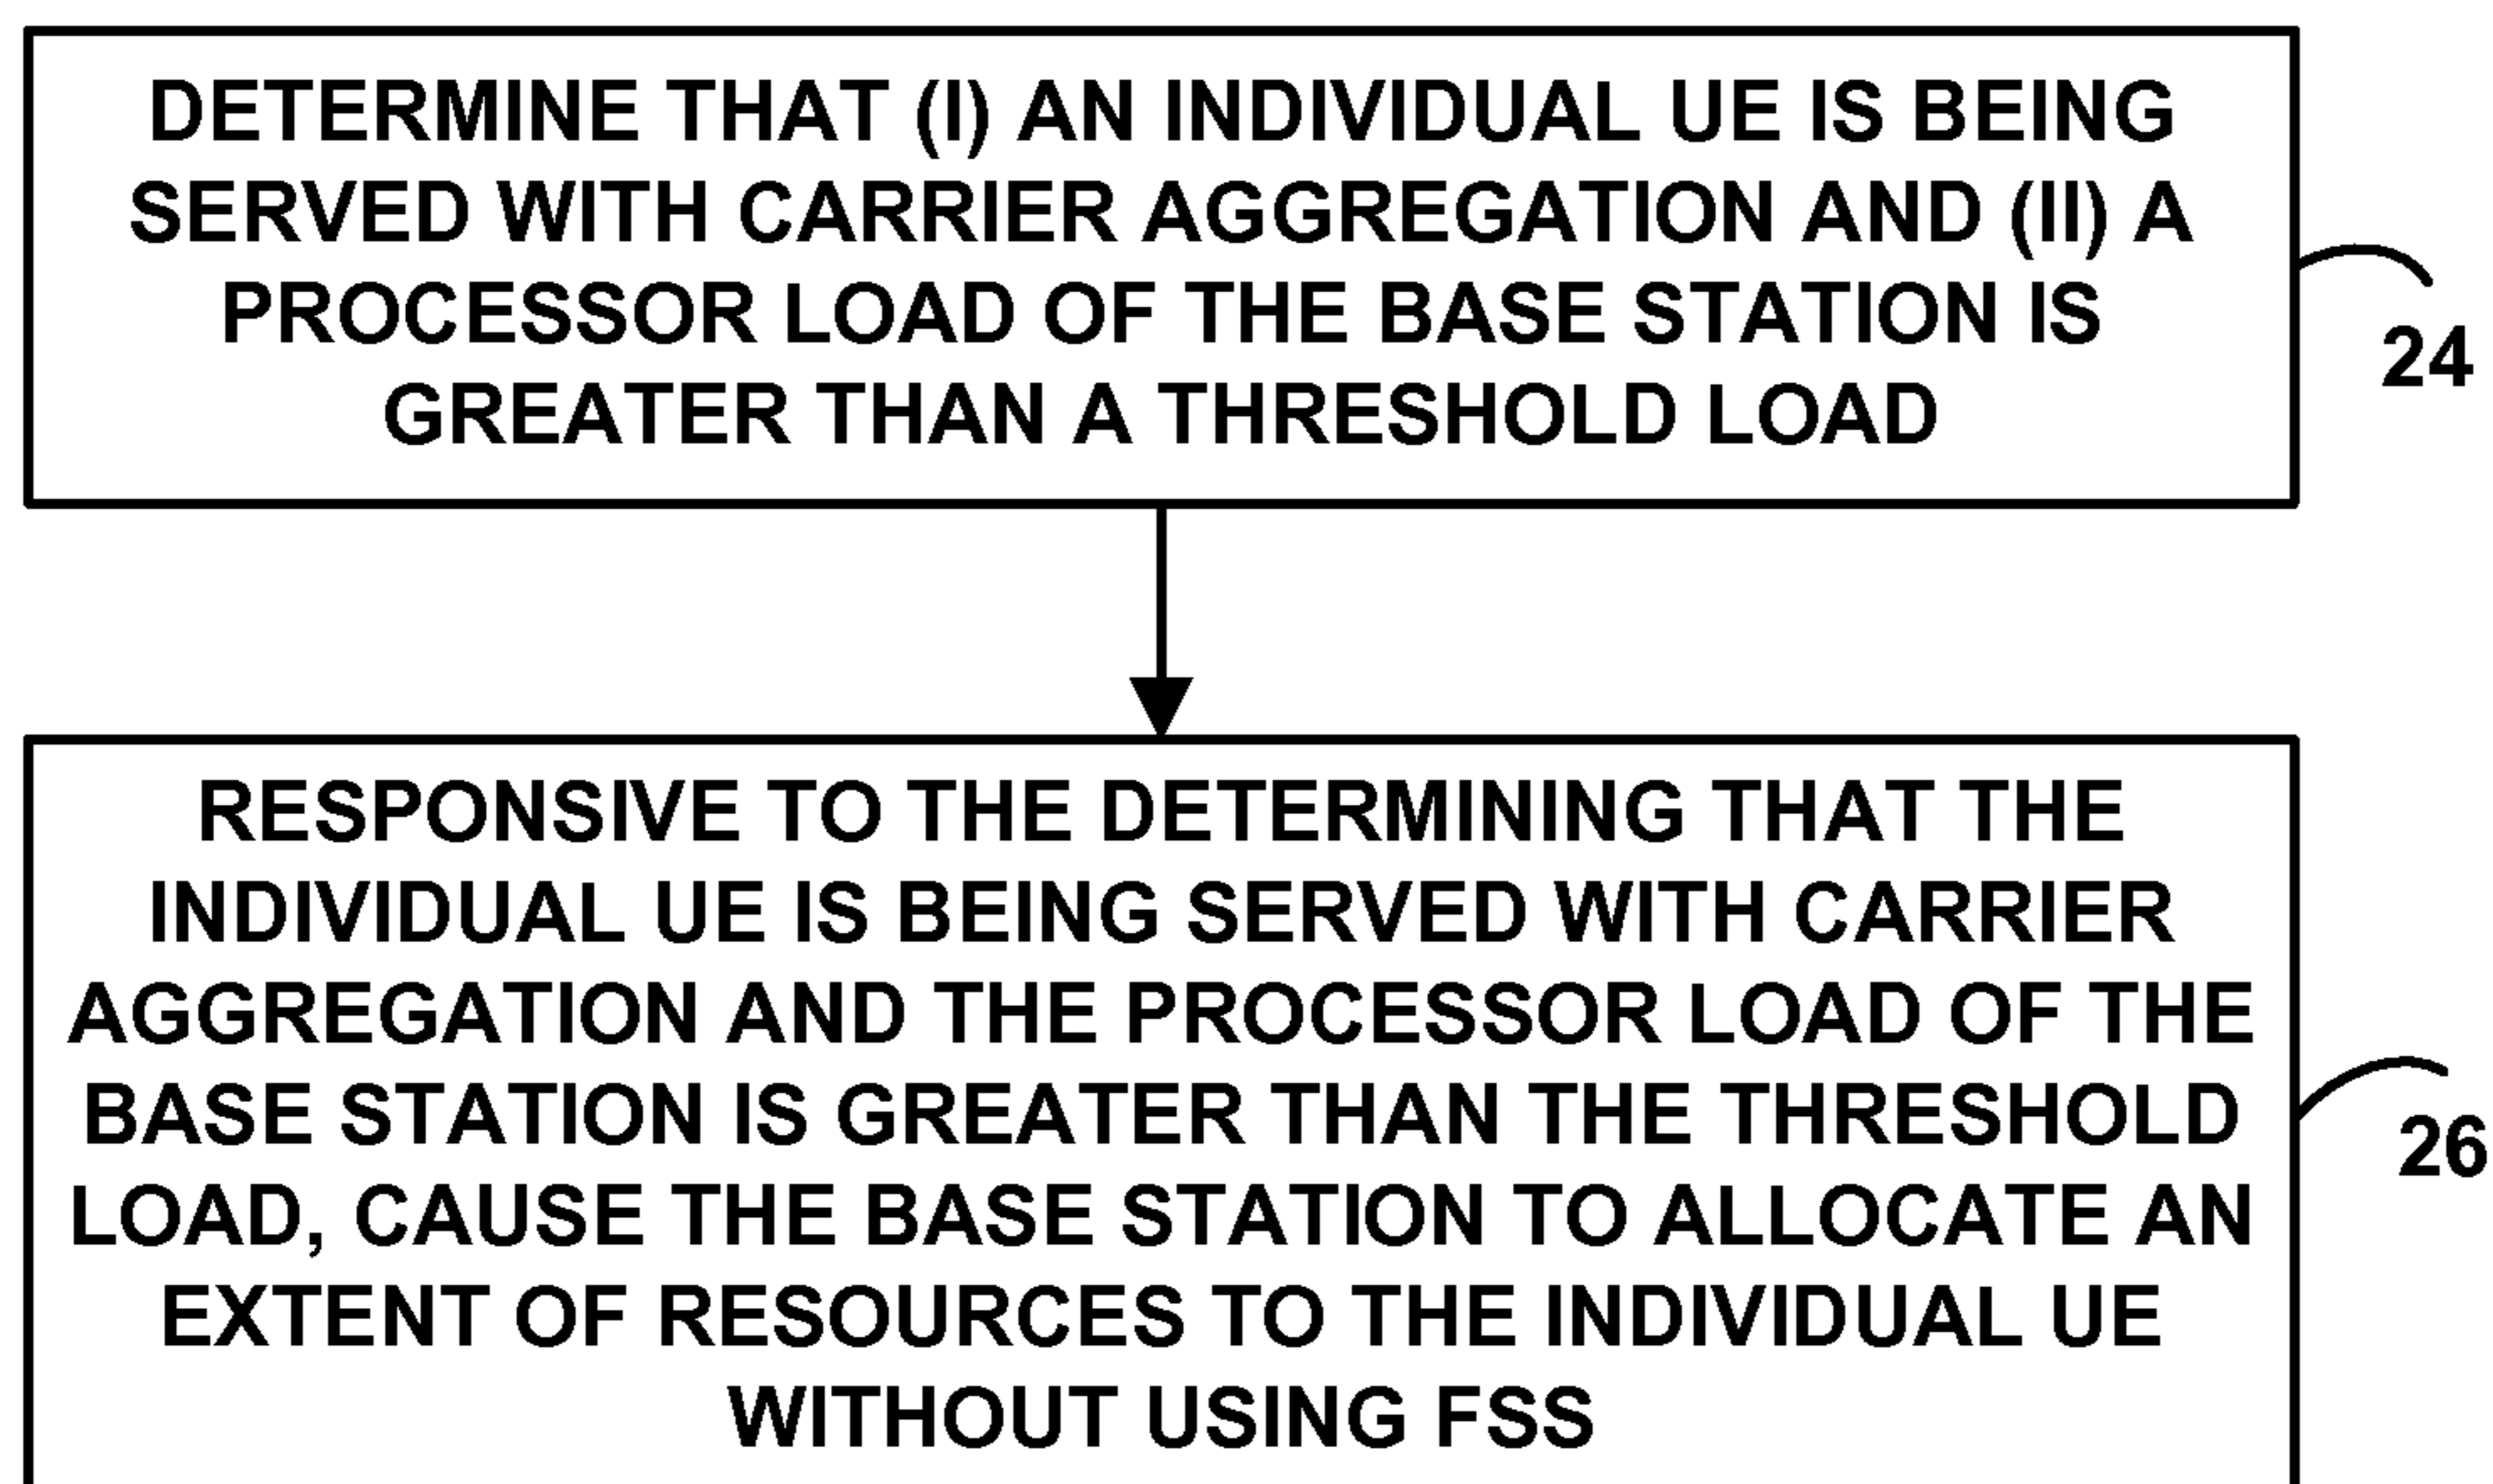 DETERMINE THAT (I) AN INDIVIDUAL UE IS BEING
SERVED WITH CARRIER AGGREGATION AND (II) A
PROCESSOR LOAD OF THE BASE STATION IS
GREATER THAN A THRESHOLD LOAD
24
RESPONSIVE TO THE DETERMINING THAT THE
INDIVIDUAL UE IS BEING SERVED WITH CARRIER
AGGREGATION AND THE PROCESSOR LOAD OF THE
BASE STATION IS GREATER THAN THE THRESHOLD
LOAD, CAUSE THE BASE STATION TO ALLOCATE AN
EXTENT OF RESOURCES TO THE INDIVIDUAL UE
WITHOUT USING FSS
26